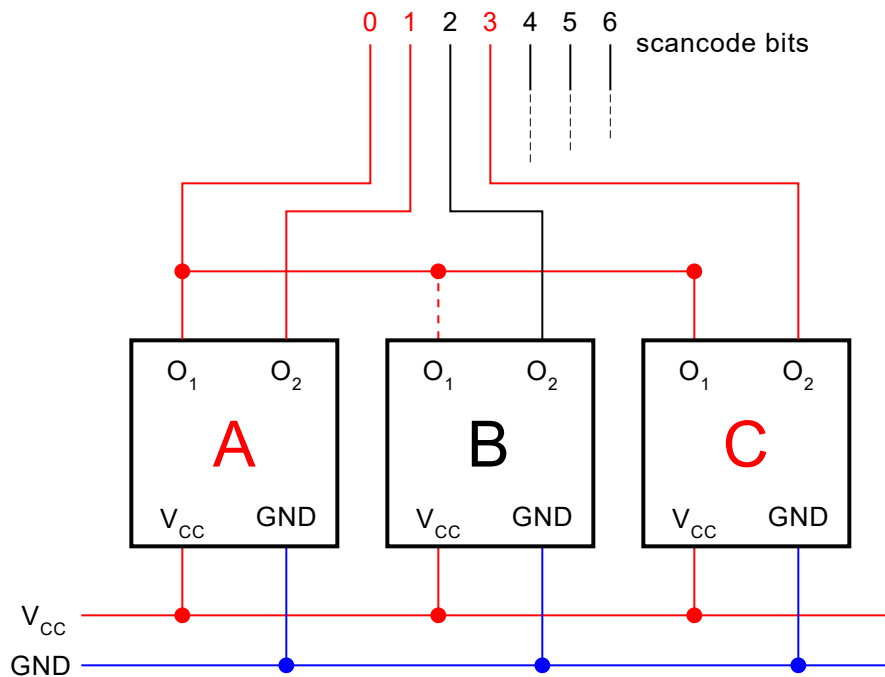 0 1 2 3 4 5 6
scancode bits
O1 O2 O1 O2 O1 O2
A B C
VCC GND VCC GND VCC GND
VCC
GND